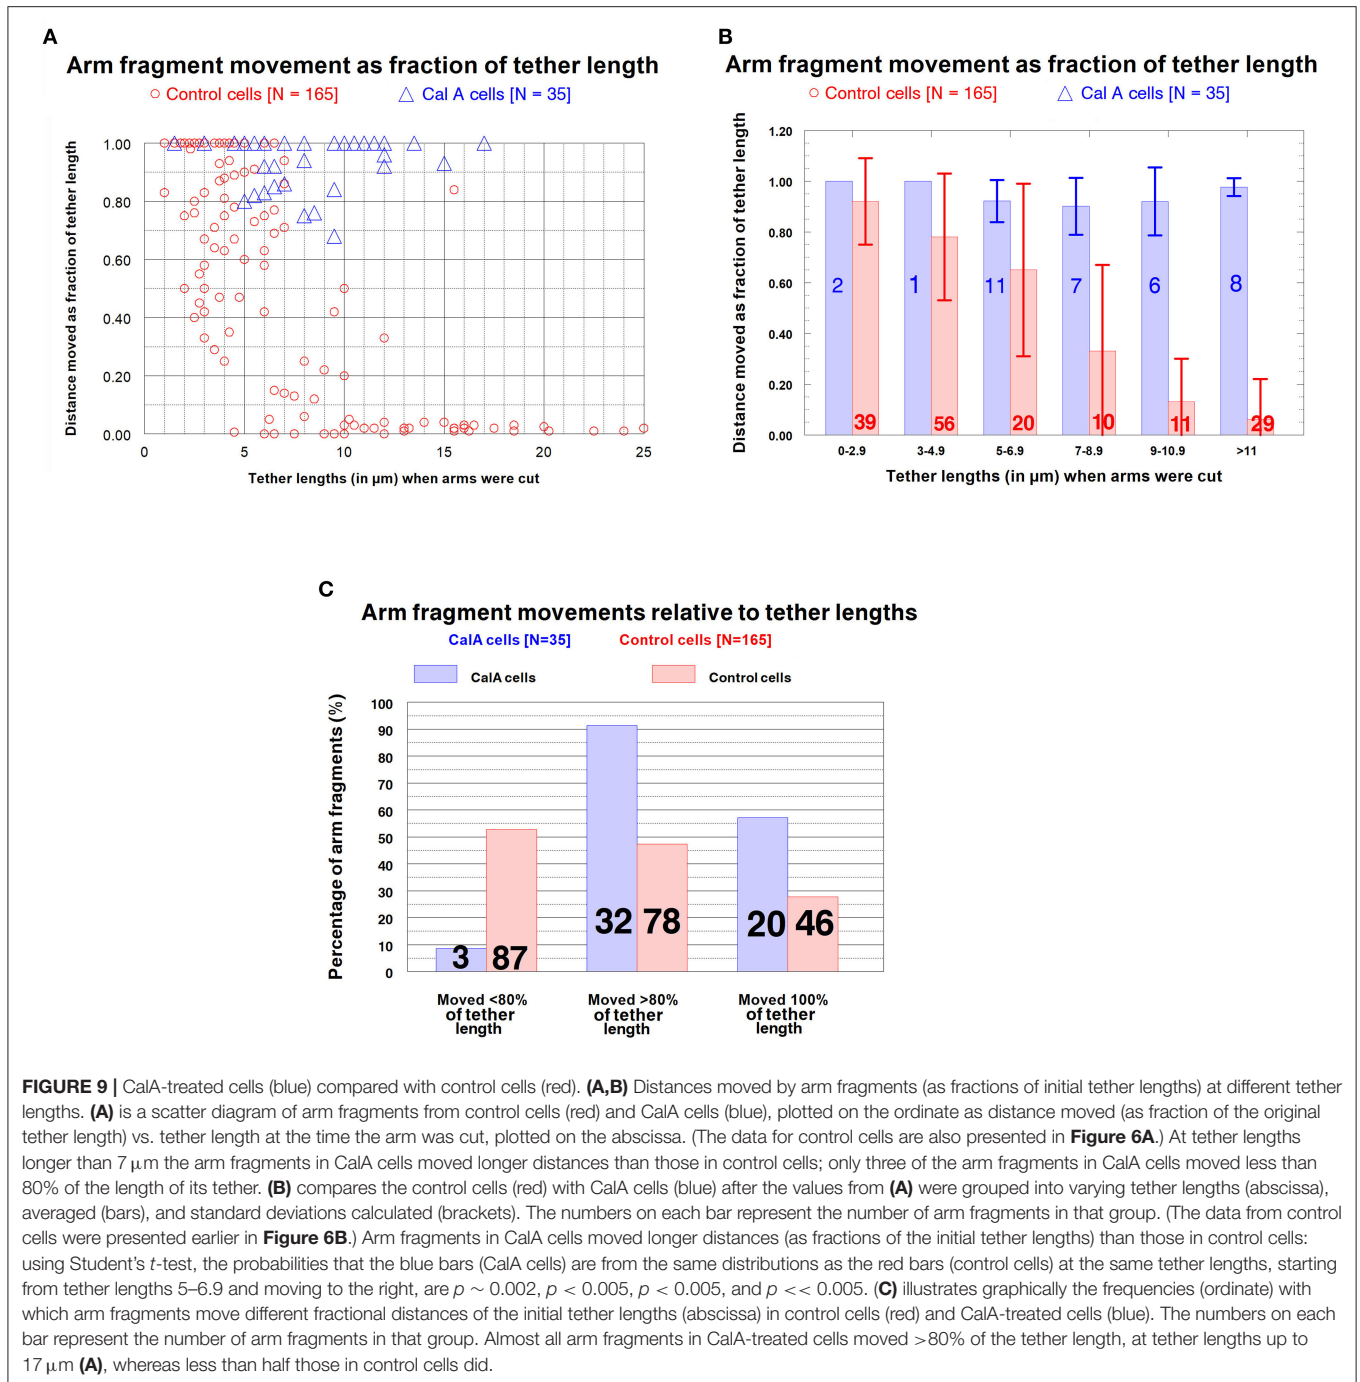 A
Arm fragment movement as fraction of tether length
Control cells [N = 165] Cal A cells [N = 35]
Distance moved as fraction of tether length
1.00
0.80
0.60
0.40
0.20
0.00
0 5 10 15 20 25
Tether lengths (in μm) when arms were cut
B
Arm fragment movement as fraction of tether length
Control cells [N = 165] Cal A cells [N = 35]
Distance moved as fraction of tether length
1.20
1.00
0.80
0.60
0.40
0.20
0.00
2 1 11 7 6 8
39 56 20 10 11 29
0-2.9 3-4.9 5-6.9 7-8.9 9-10.9 >11
Tether lengths (in μm) when arms were cut
C
Arm fragment movements relative to tether lengths
CalA cells [N=35] Control cells [N=165]
CalA cells Control cells
Percentage of arm fragments (%)
100
90
80
70
60
50
40
30
20
10
0
3 87 32 78 20 46
Moved <80% Moved >80% Moved 100%
of tether of tether of tether
length length length
FIGURE 9 | CalA-treated cells (blue) compared with control cells (red). (A,B) Distances moved by arm fragments (as fractions of initial tether lengths) at different tether
lengths. (A) is a scatter diagram of arm fragments from control cells (red) and CalA cells (blue), plotted on the ordinate as distance moved (as fraction of the original
tether length) vs. tether length at the time the arm was cut, plotted on the abscissa. (The data for control cells are also presented in Figure 6A.) At tether lengths
longer than 7 μm the arm fragments in CalA cells moved longer distances than those in control cells; only three of the arm fragments in CalA cells moved less than
80% of the length of its tether. (B) compares the control cells (red) with CalA cells (blue) after the values from (A) were grouped into varying tether lengths (abscissa),
averaged (bars), and standard deviations calculated (brackets). The numbers on each bar represent the number of arm fragments in that group. (The data from control
cells were presented earlier in Figure 6B.) Arm fragments in CalA cells moved longer distances (as fractions of the initial tether lengths) than those in control cells:
using Student's t-test, the probabilities that the blue bars (CalA cells) are from the same distributions as the red bars (control cells) at the same tether lengths, starting
from tether lengths 5–6.9 and moving to the right, are p ~ 0.002, p < 0.005, p < 0.005, and p << 0.005. (C) illustrates graphically the frequencies (ordinate) with
which arm fragments move different fractional distances of the initial tether lengths (abscissa) in control cells (red) and CalA-treated cells (blue). The numbers on each
bar represent the number of arm fragments in that group. Almost all arm fragments in CalA-treated cells moved >80% of the tether length, at tether lengths up to
17 μm (A), whereas less than half those in control cells did.